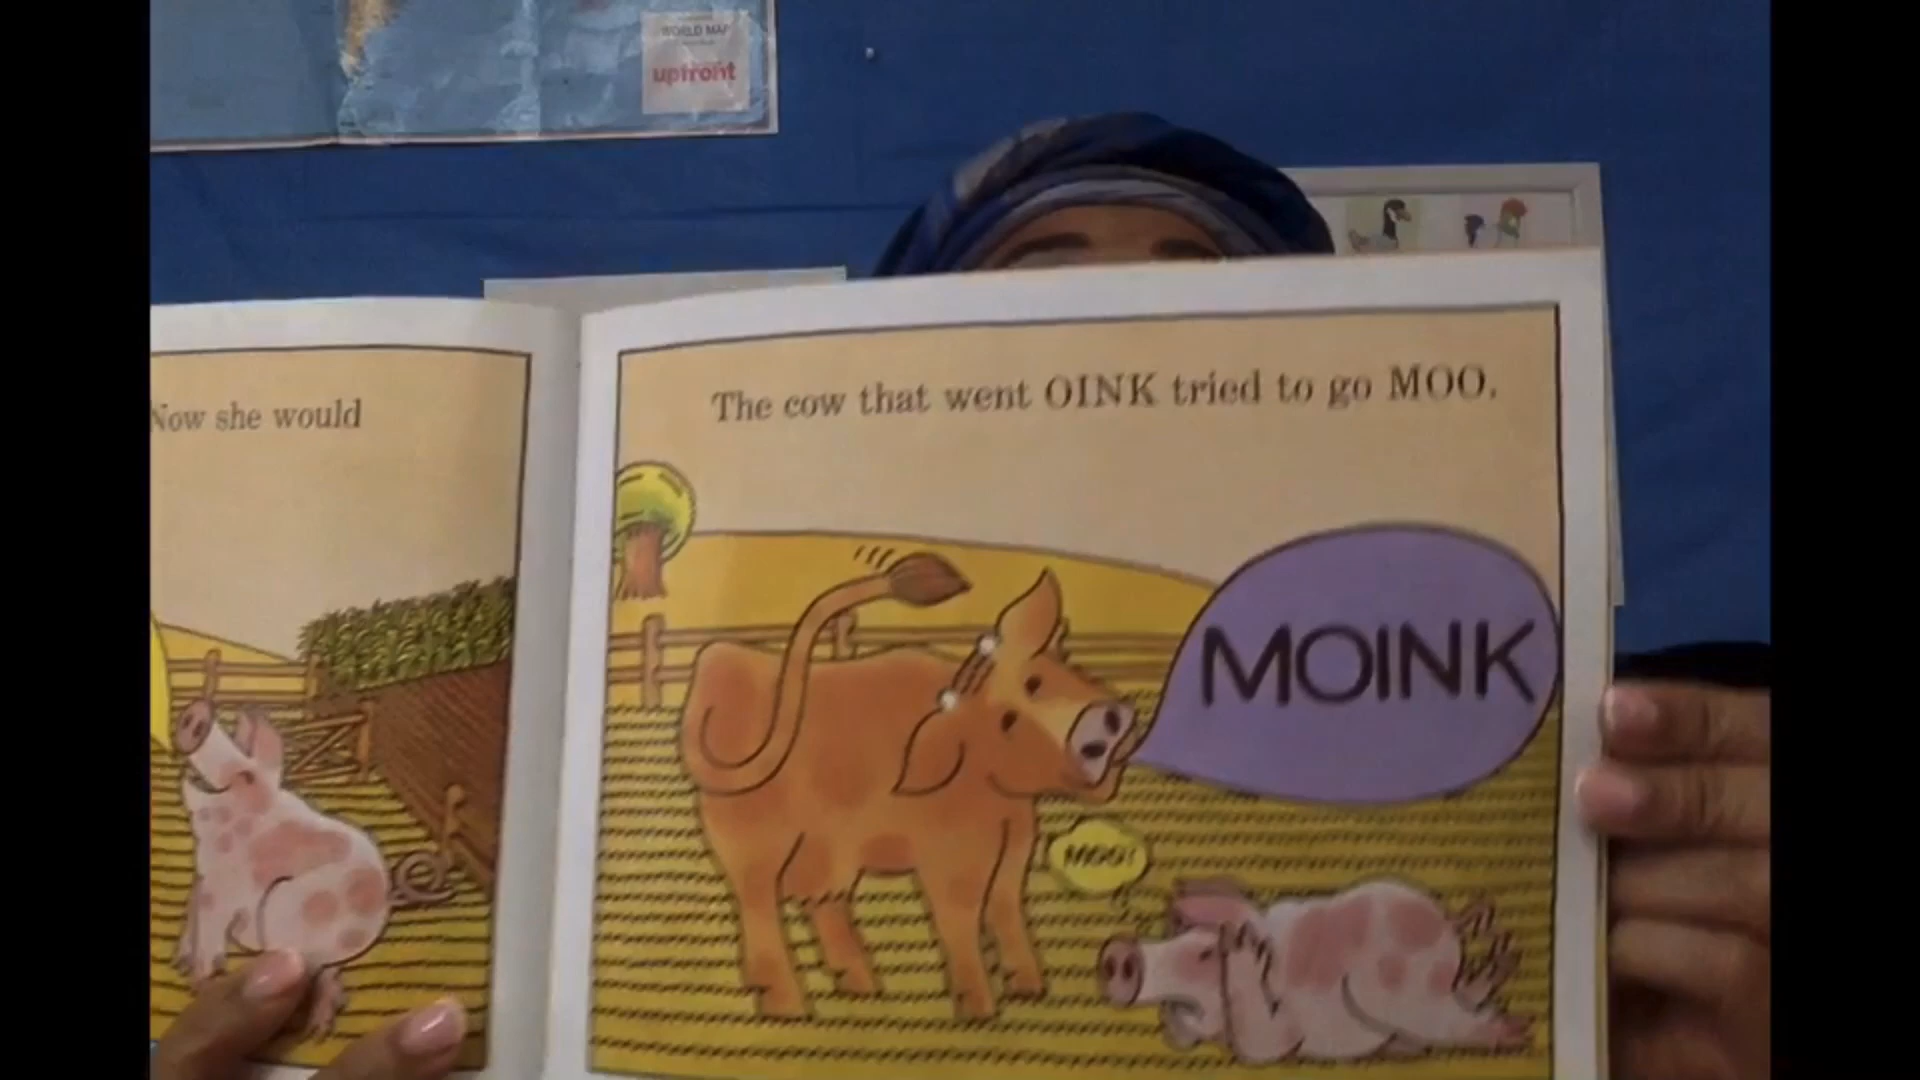 WORLD MAP
upfront
Now she would
The cow that went OINK tried to go MOO.
MOINK
MOO!